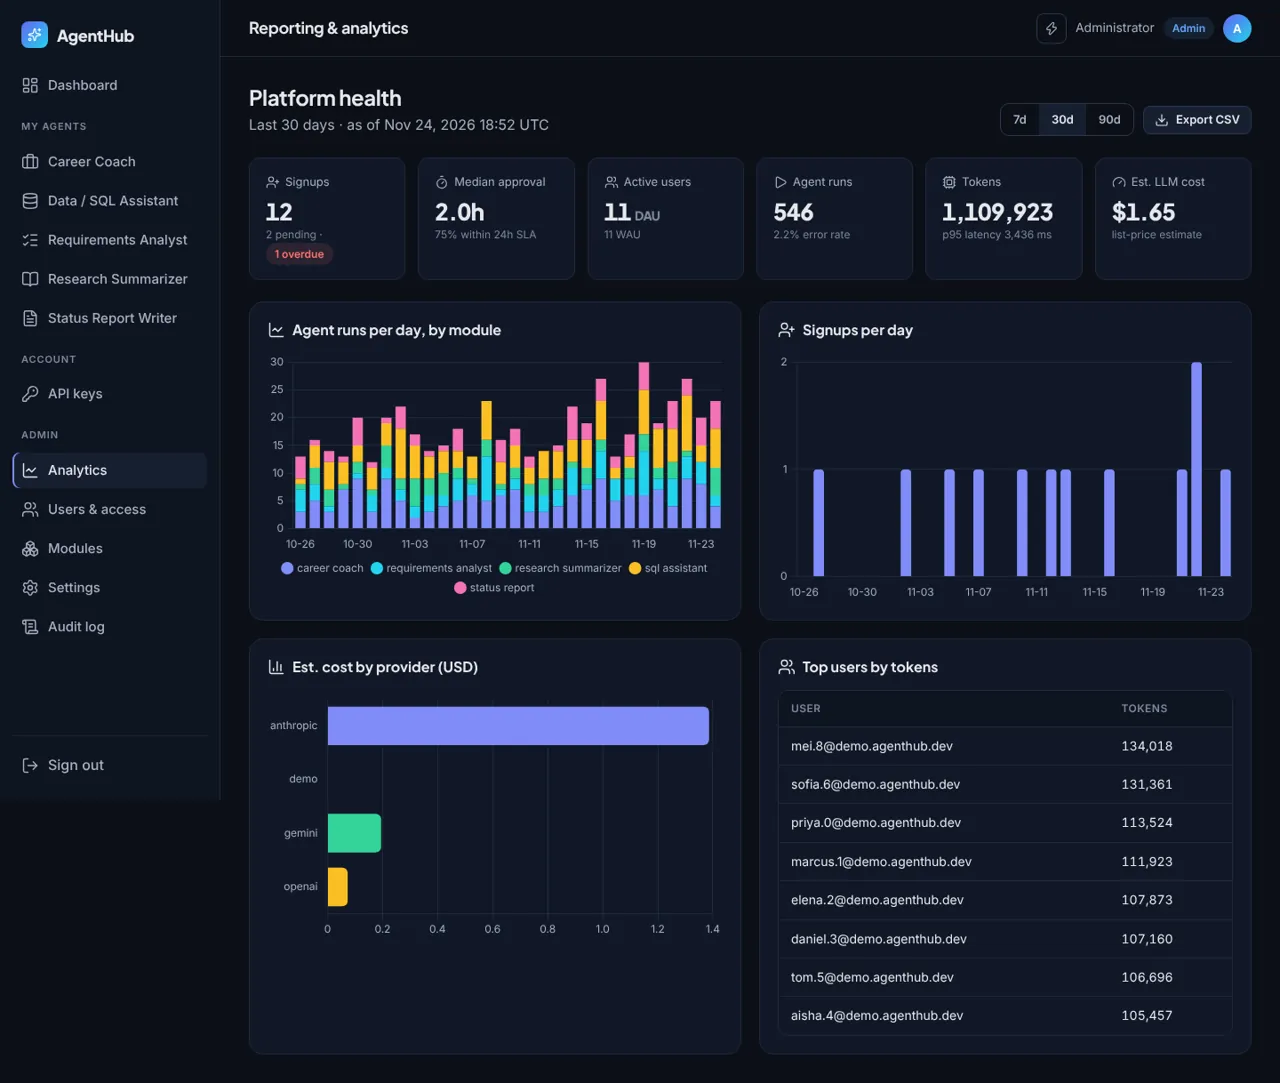 AgentHub
Dashboard
MY AGENTS
Career Coach
Data / SQL Assistant
Requirements Analyst
Research Summarizer
Status Report Writer
ACCOUNT
API keys
ADMIN
Analytics
Users & access
Modules
Settings
Audit log
Sign out
Reporting & analytics
Administrator
Admin
A
Platform health
Last 30 days · as of Nov 24, 2026 18:52 UTC
7d 30d 90d
Export CSV
Signups
12
2 pending ·
1 overdue
Median approval
2.0h
75% within 24h SLA
Active users
11 DAU
11 WAU
Agent runs
546
2.2% error rate
Tokens
1,109,923
p95 latency 3,436 ms
Est. LLM cost
$1.65
list-price estimate
Agent runs per day, by module
30
25
20
15
10
5
0
10-26 10-30 11-03 11-07 11-11 11-15 11-19 11-23
career coach requirements analyst research summarizer sql assistant
status report
Signups per day
2
1
0
10-26 10-30 11-03 11-07 11-11 11-15 11-19 11-23
Est. cost by provider (USD)
anthropic
demo
gemini
openai
0 0.2 0.4 0.6 0.8 1.0 1.2 1.4
Top users by tokens
USER TOKENS
mei.8@demo.agenthub.dev 134,018
sofia.6@demo.agenthub.dev 131,361
priya.0@demo.agenthub.dev 113,524
marcus.1@demo.agenthub.dev 111,923
elena.2@demo.agenthub.dev 107,873
daniel.3@demo.agenthub.dev 107,160
tom.5@demo.agenthub.dev 106,696
aisha.4@demo.agenthub.dev 105,457